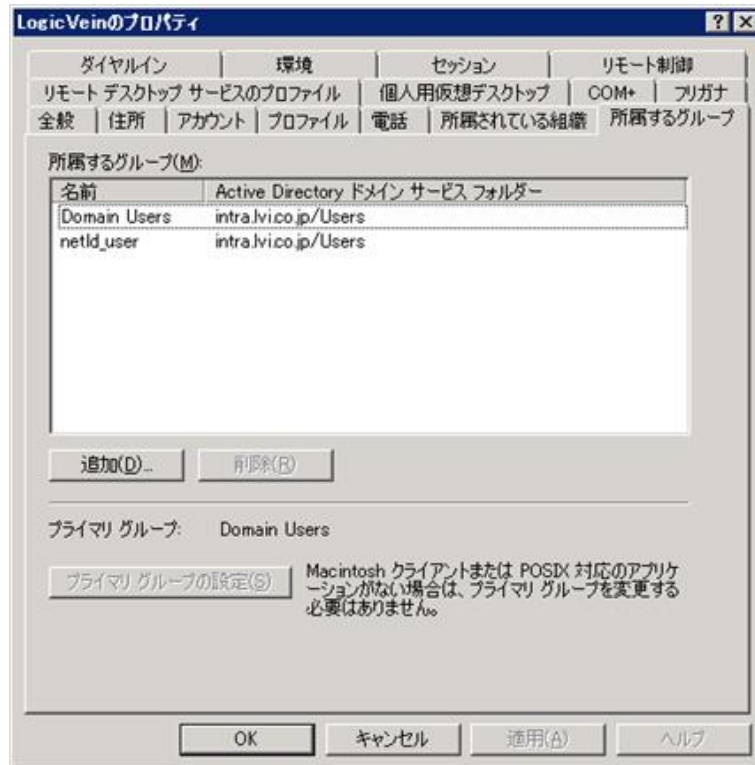 LogicVeinのプロパティ
ダイヤルイン 環境 セッション リモート制御
リモート デスクトップ サービスのプロファイル 個人用仮想デスクトップ COM+ フリガナ
全般 住所 アカウント プロファイル 電話 所属されている組織 所属するグループ
所属するグループ(M):
名前 Active Directory ドメイン サービス フォルダー
Domain Users intra.lvi.co.jp/Users
netld_user intra.lvi.co.jp/Users
追加(D)... 削除(R)
プライマリ グループ: Domain Users
プライマリ グループの設定(S) Macintosh クライアントまたは POSIX 対応のアプリケ
ーションがない場合は、プライマリ グループを変更する
必要はありません。
OK キャンセル 適用(A) ヘルプ